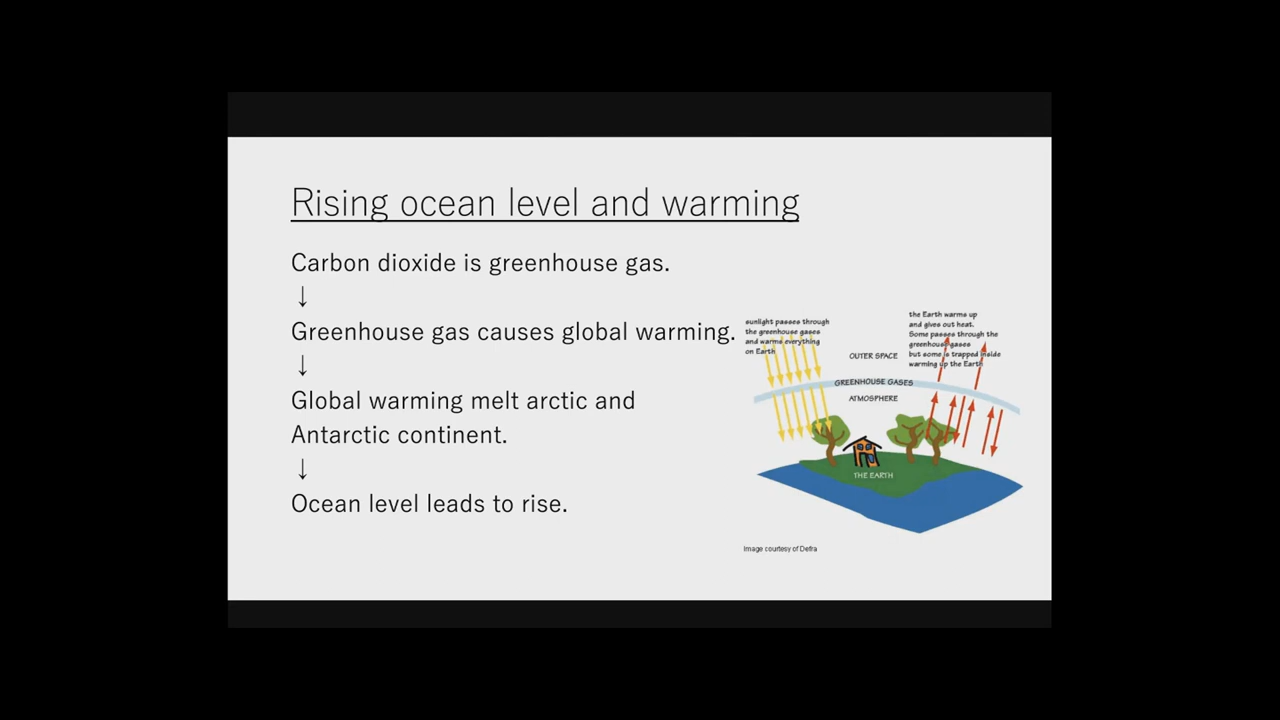 Rising ocean level and warming
Carbon dioxide is greenhouse gas.
↓
Greenhouse gas causes global warming.
↓
Global warming melt arctic and
Antarctic continent.
↓
Ocean level leads to rise.
sunlight passes through
the greenhouse gases
and warms everything
on Earth
the Earth warms up
and gives out heat.
Some passes through the
greenhouse gases
but some is trapped inside
warming up the Earth
OUTER SPACE
GREENHOUSE GASES
ATMOSPHERE
THE EARTH
Image courtesy of Defra